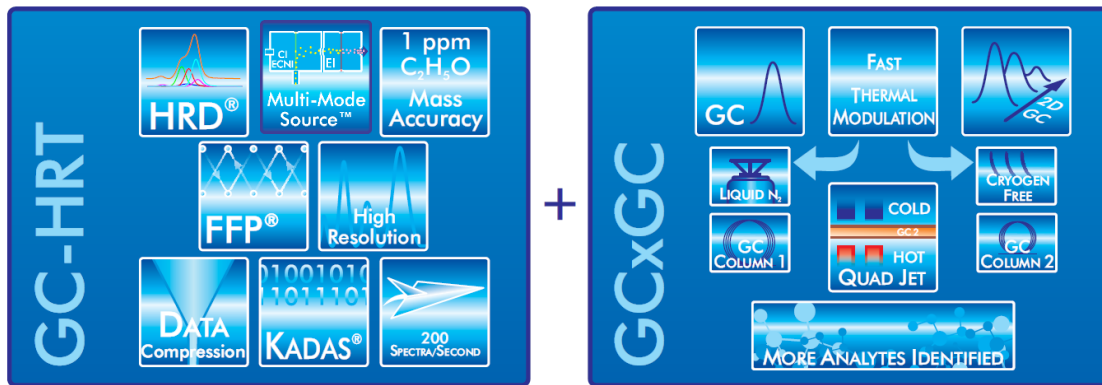 GC-HRT
HRD®
CI
ECNI
EI
Multi-Mode
Source™
1 ppm
C₂H₅O
Mass
Accuracy
FFP®
High
Resolution
Data
Compression
01001010
11011101
KADAS®
200
Spectra/Second
+
GCxGC
GC
Fast
Thermal
Modulation
2D
GC
Liquid N₂
Cryogen
Free
GC
Column 1
COLD
GC 2
HOT
Quad Jet
GC
Column 2
More Analytes Identified